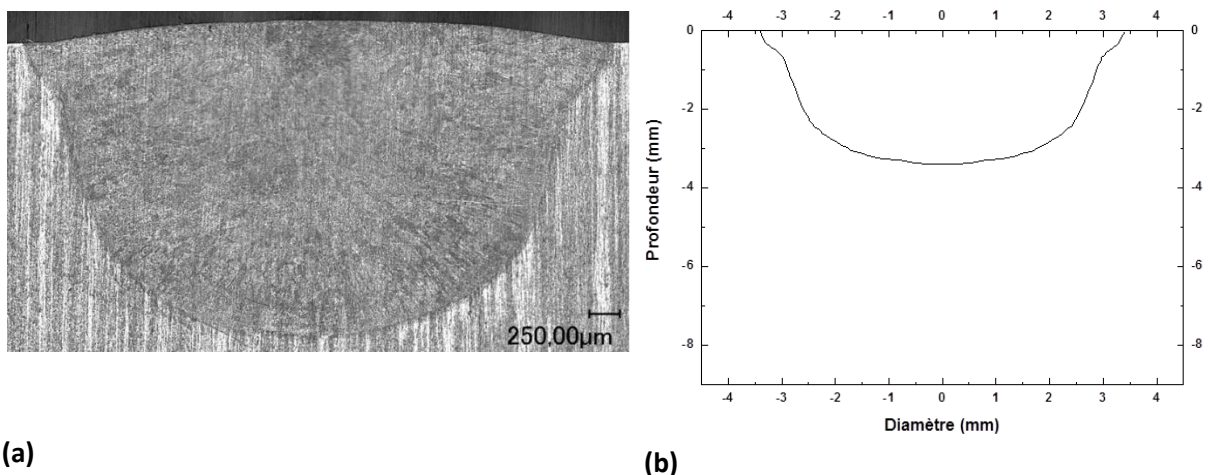 250,00µm
(a)
-4 -3 -2 -1 0 1 2 3 4
0 0
-2 -2
-4 -4
-6 -6
-8 -8
Profondeur (mm)
-4 -3 -2 -1 0 1 2 3 4
Diamètre (mm)
(b)